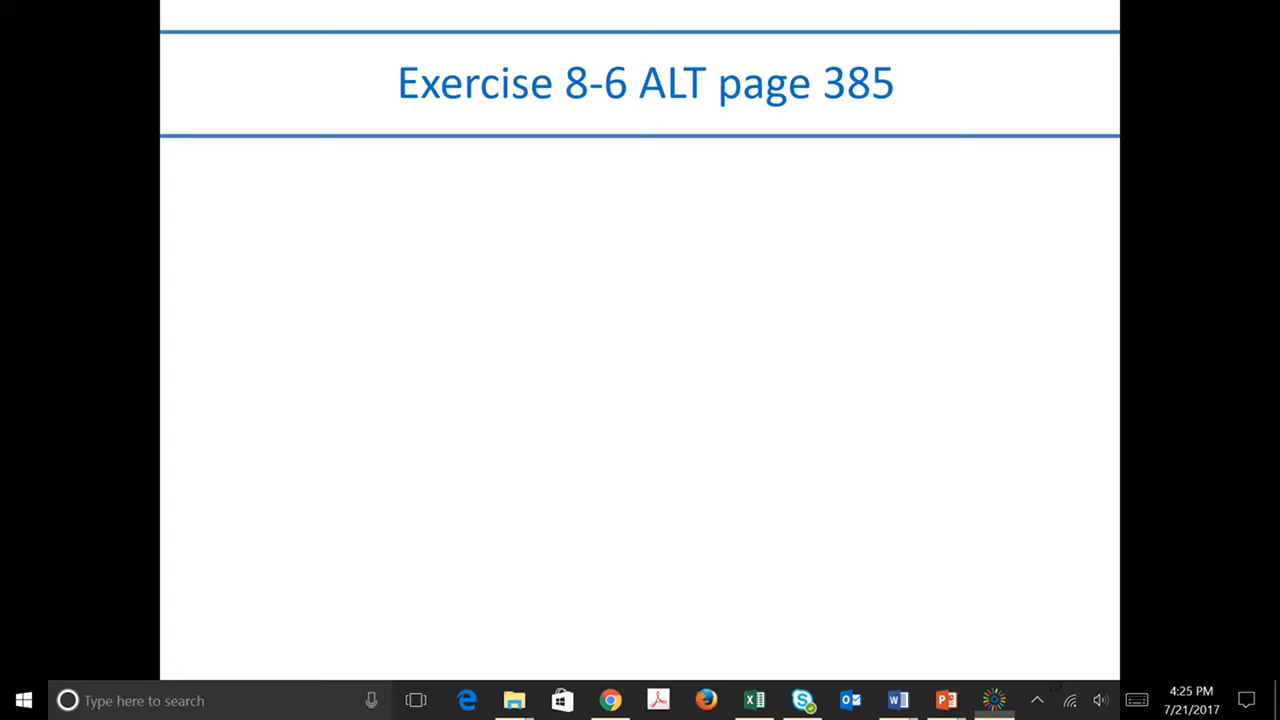 Exercise 8-6 ALT page 385
Type here to search
4:25 PM
7/21/2017